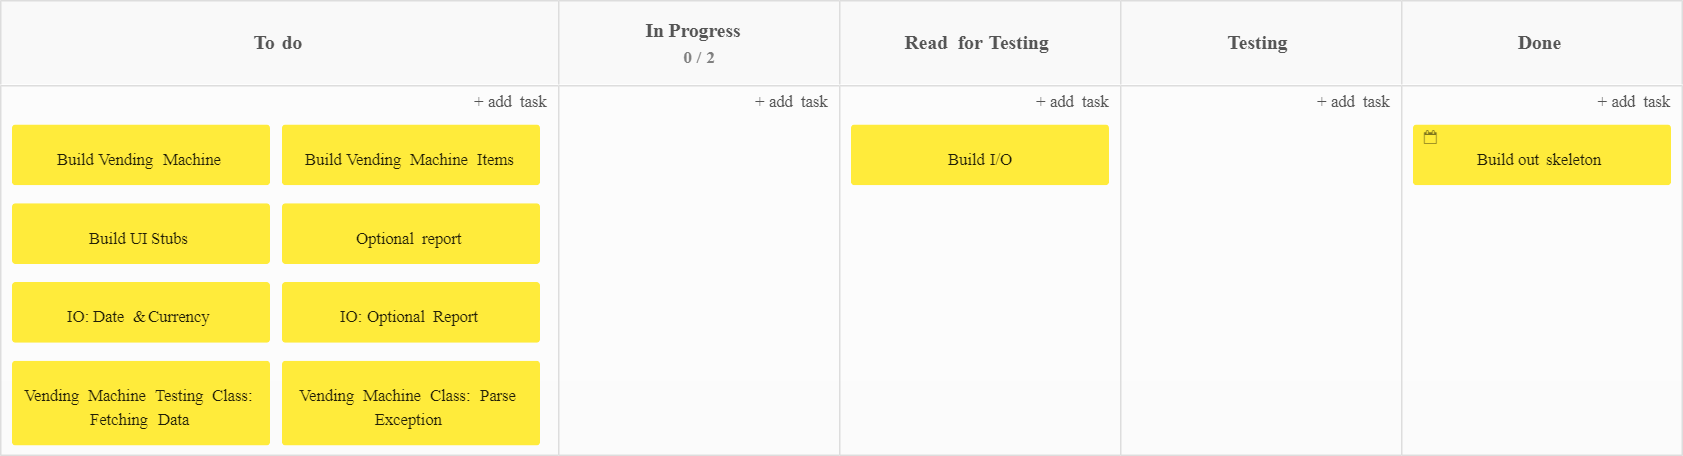 To do
In Progress
0 / 2
Read for Testing
Testing
Done
+ add task
+ add task
+ add task
+ add task
+ add task
Build Vending Machine
Build Vending Machine Items
Build I/O
Build out skeleton
Build UI Stubs
Optional report
IO: Date & Currency
IO: Optional Report
Vending Machine Testing Class:
Fetching Data
Vending Machine Class: Parse
Exception